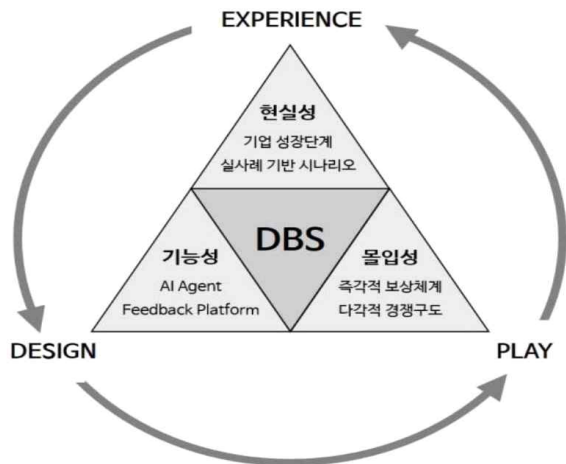 EXPERIENCE
현실성
기업 성장단계
실사례 기반 시나리오
DBS
기능성
AI Agent
Feedback Platform
몰입성
즉각적 보상체계
다각적 경쟁구도
DESIGN
PLAY